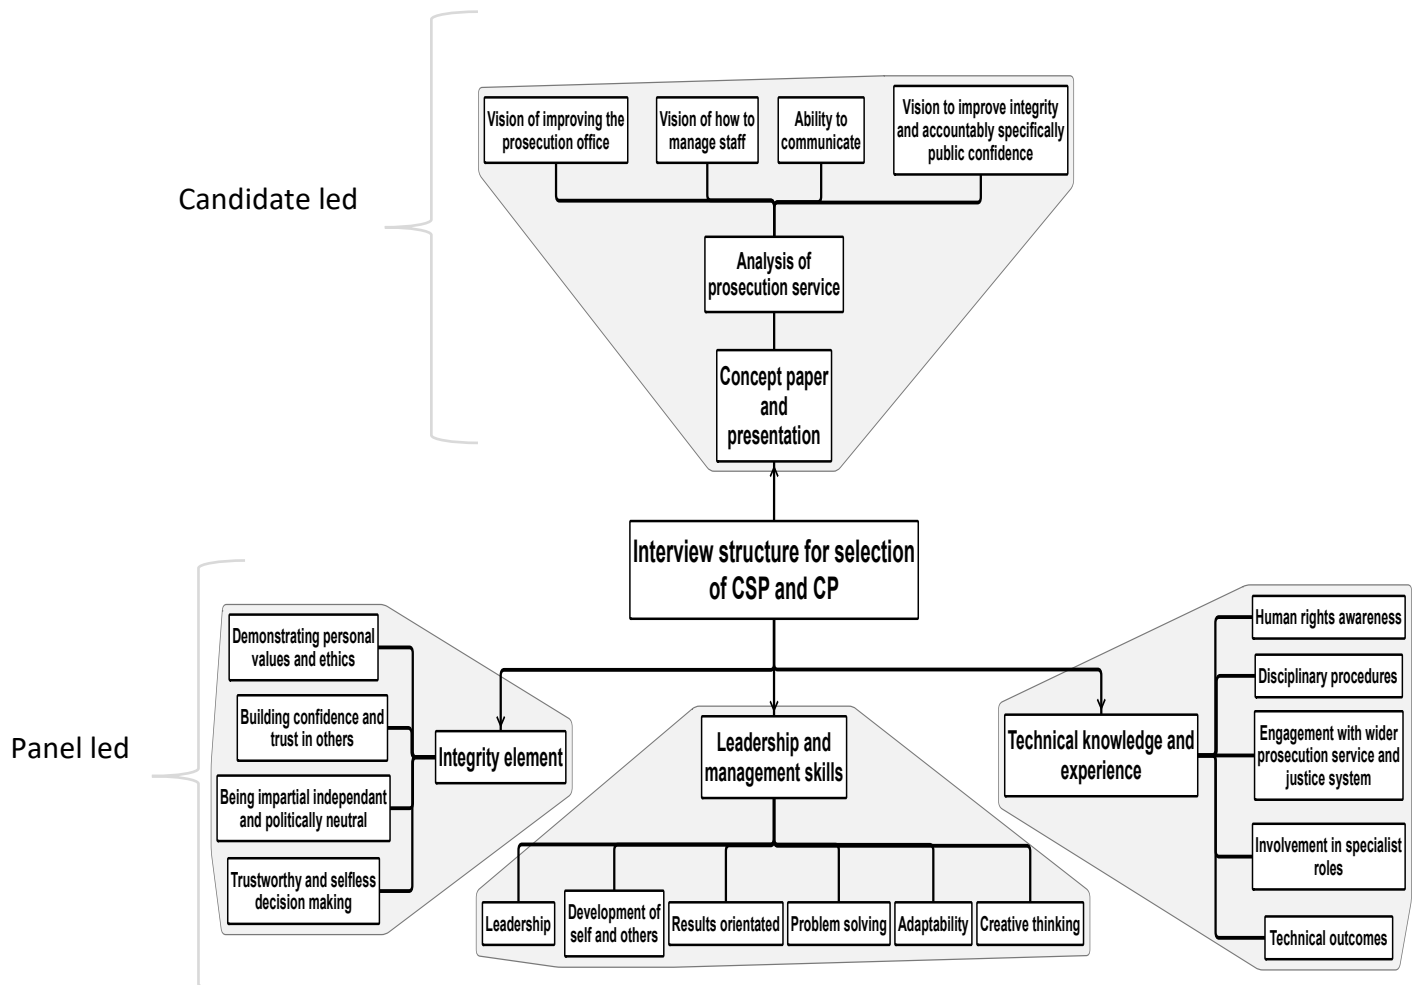 Vision of improving the
prosecution office
Vision of how to
manage staff
Ability to
communicate
Vision to improve integrity
and accountably specifically
public confidence
Candidate led
Analysis of
prosecution service
Concept paper
and
presentation
Interview structure for selection
of CSP and CP
Panel led
Demonstrating personal
values and ethics
Building confidence and
trust in others
Being impartial independant
and politically neutral
Trustworthy and selfless
decision making
Integrity element
Leadership and
management skills
Leadership
Development of
self and others
Results orientated
Problem solving
Adaptability
Creative thinking
Technical knowledge and
experience
Human rights awareness
Disciplinary procedures
Engagement with wider
prosecution service and
justice system
Involvement in specialist
roles
Technical outcomes